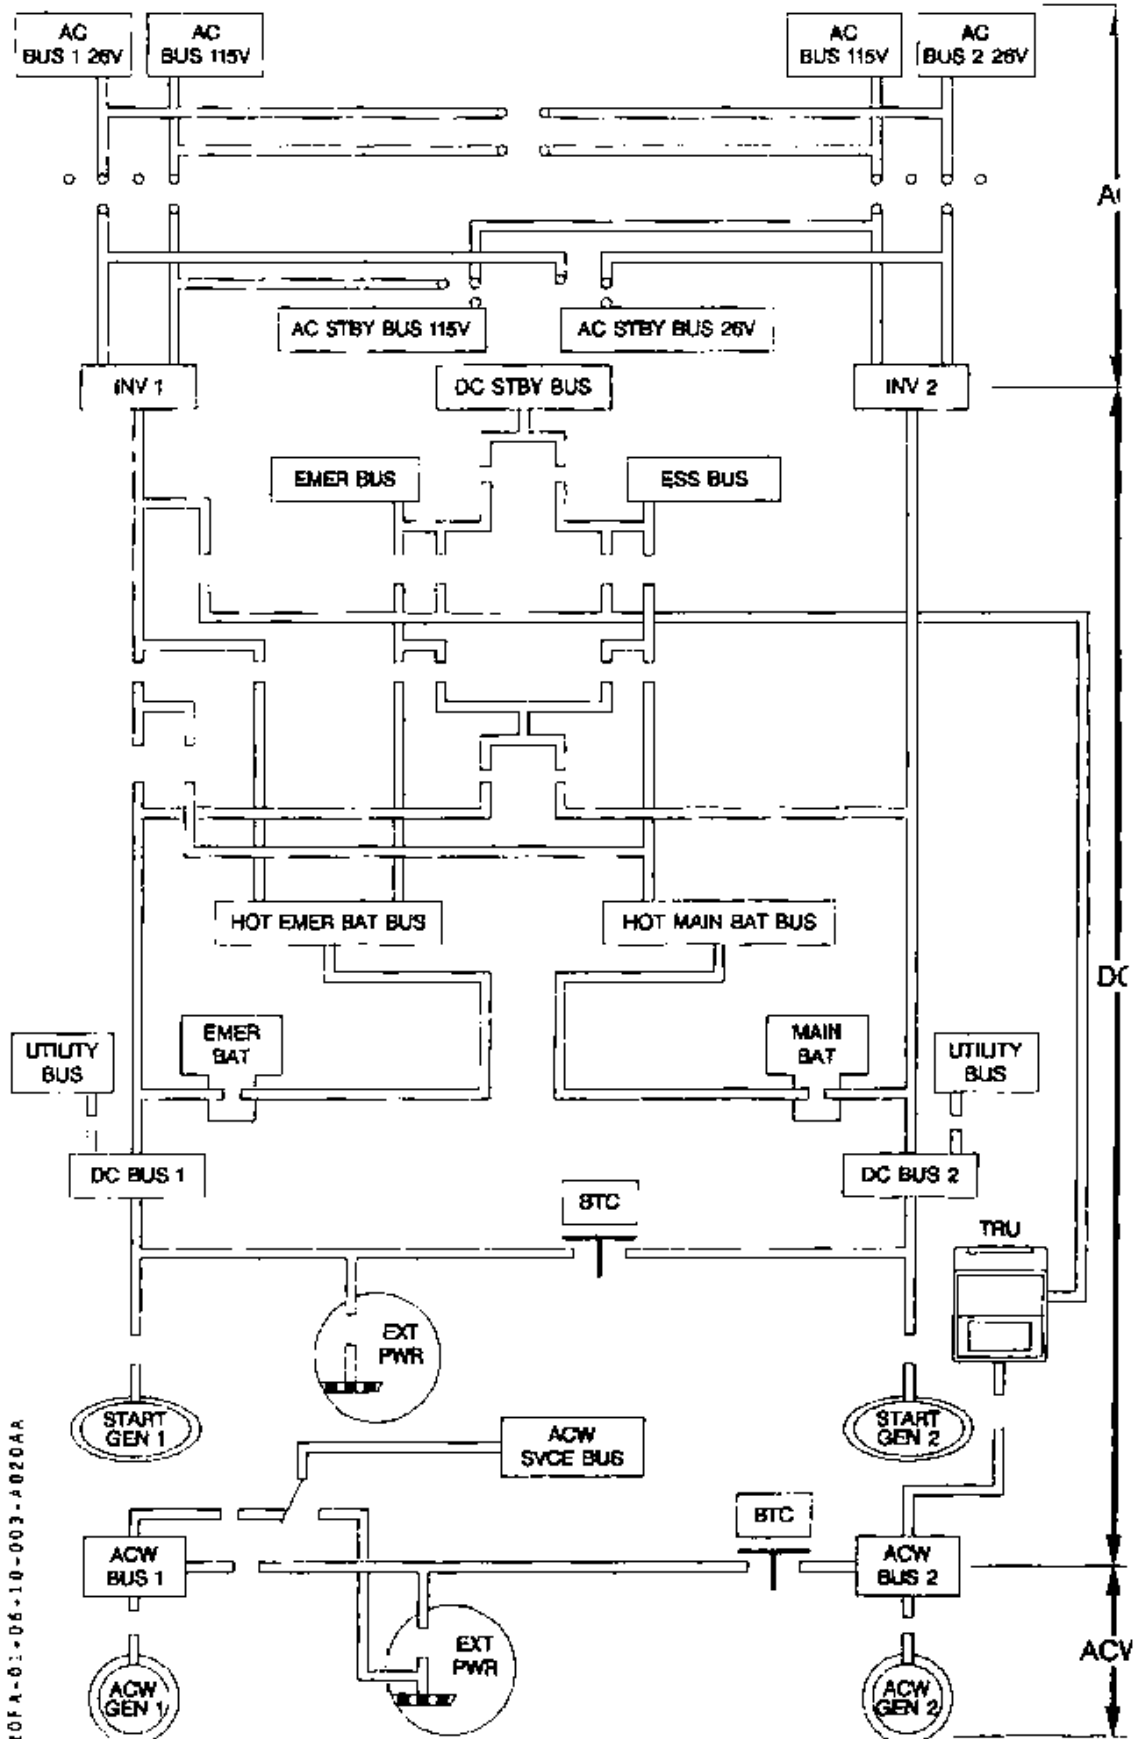 AC
BUS 1 26V
AC
BUS 115V
AC
BUS 115V
AC
BUS 2 26V
AC STBY BUS 115V
AC STBY BUS 26V
INV 1
DC STBY BUS
INV 2
EMER BUS
ESS BUS
HOT EMER BAT BUS
HOT MAIN BAT BUS
DC
UTILITY
BUS
EMER
BAT
MAIN
BAT
UTILITY
BUS
DC BUS 1
DC BUS 2
BTC
TRU
EXT
PWR
START
GEN 1
START
GEN 2
ACW
SVCE BUS
BTC
ACW
BUS 1
ACW
BUS 2
EXT
PWR
ACW
GEN 1
ACW
GEN 2